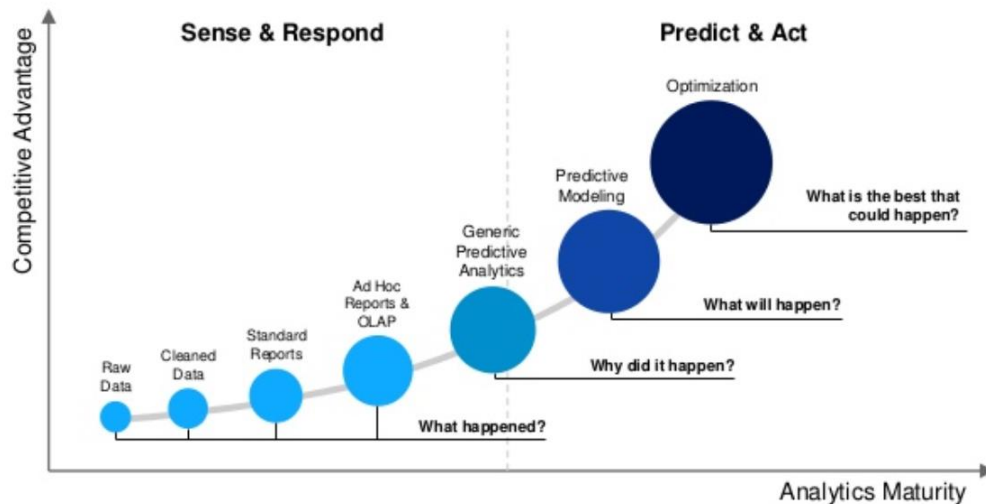 Sense & Respond
Predict & Act
Competitive Advantage
Optimization
Predictive
Modeling
What is the best that
could happen?
Generic
Predictive
Analytics
Ad Hoc
Reports &
OLAP
What will happen?
Standard
Reports
Cleaned
Data
Raw
Data
Why did it happen?
What happened?
Analytics Maturity